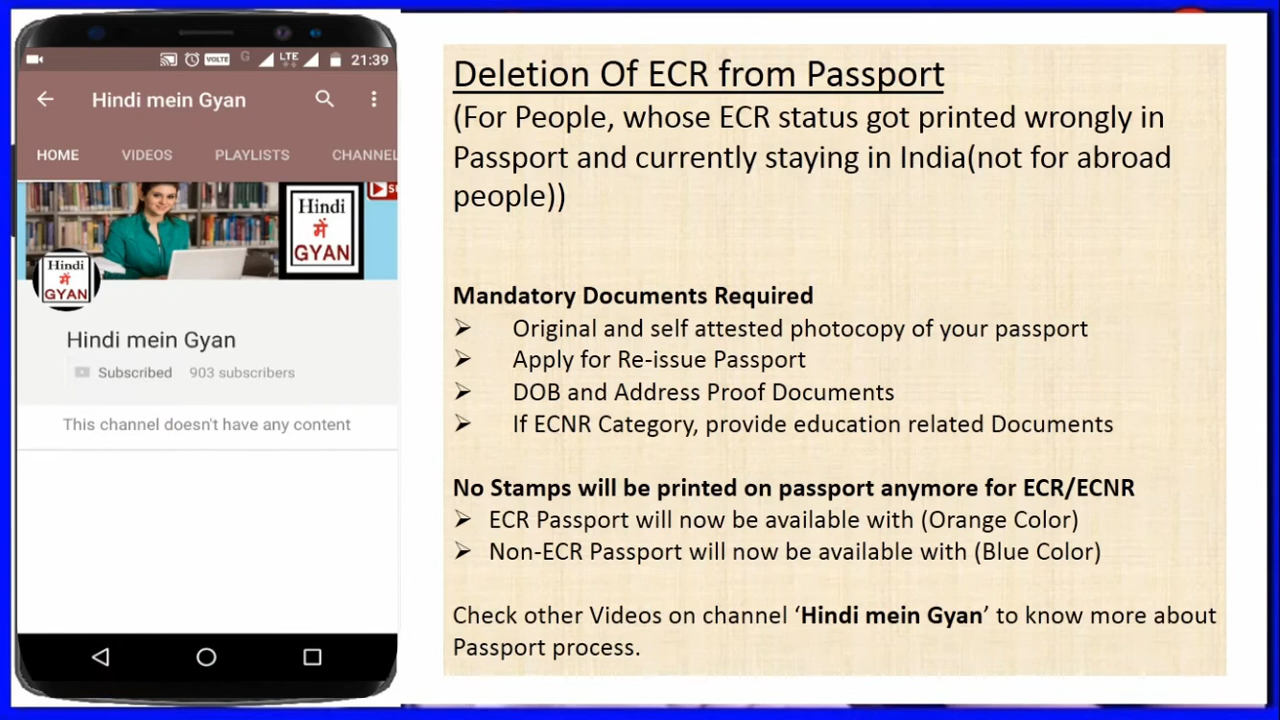 VOLTE G LTE 21:39
Hindi mein Gyan
HOME VIDEOS PLAYLISTS CHANNEL
Hindi
में
GYAN
Hindi
में
GYAN
Hindi mein Gyan
Subscribed 903 subscribers
This channel doesn't have any content
Deletion Of ECR from Passport
(For People, whose ECR status got printed wrongly in
Passport and currently staying in India(not for abroad
people))
Mandatory Documents Required
Original and self attested photocopy of your passport
Apply for Re-issue Passport
DOB and Address Proof Documents
If ECNR Category, provide education related Documents
No Stamps will be printed on passport anymore for ECR/ECNR
ECR Passport will now be available with (Orange Color)
Non-ECR Passport will now be available with (Blue Color)
Check other Videos on channel ‘Hindi mein Gyan’ to know more about
Passport process.